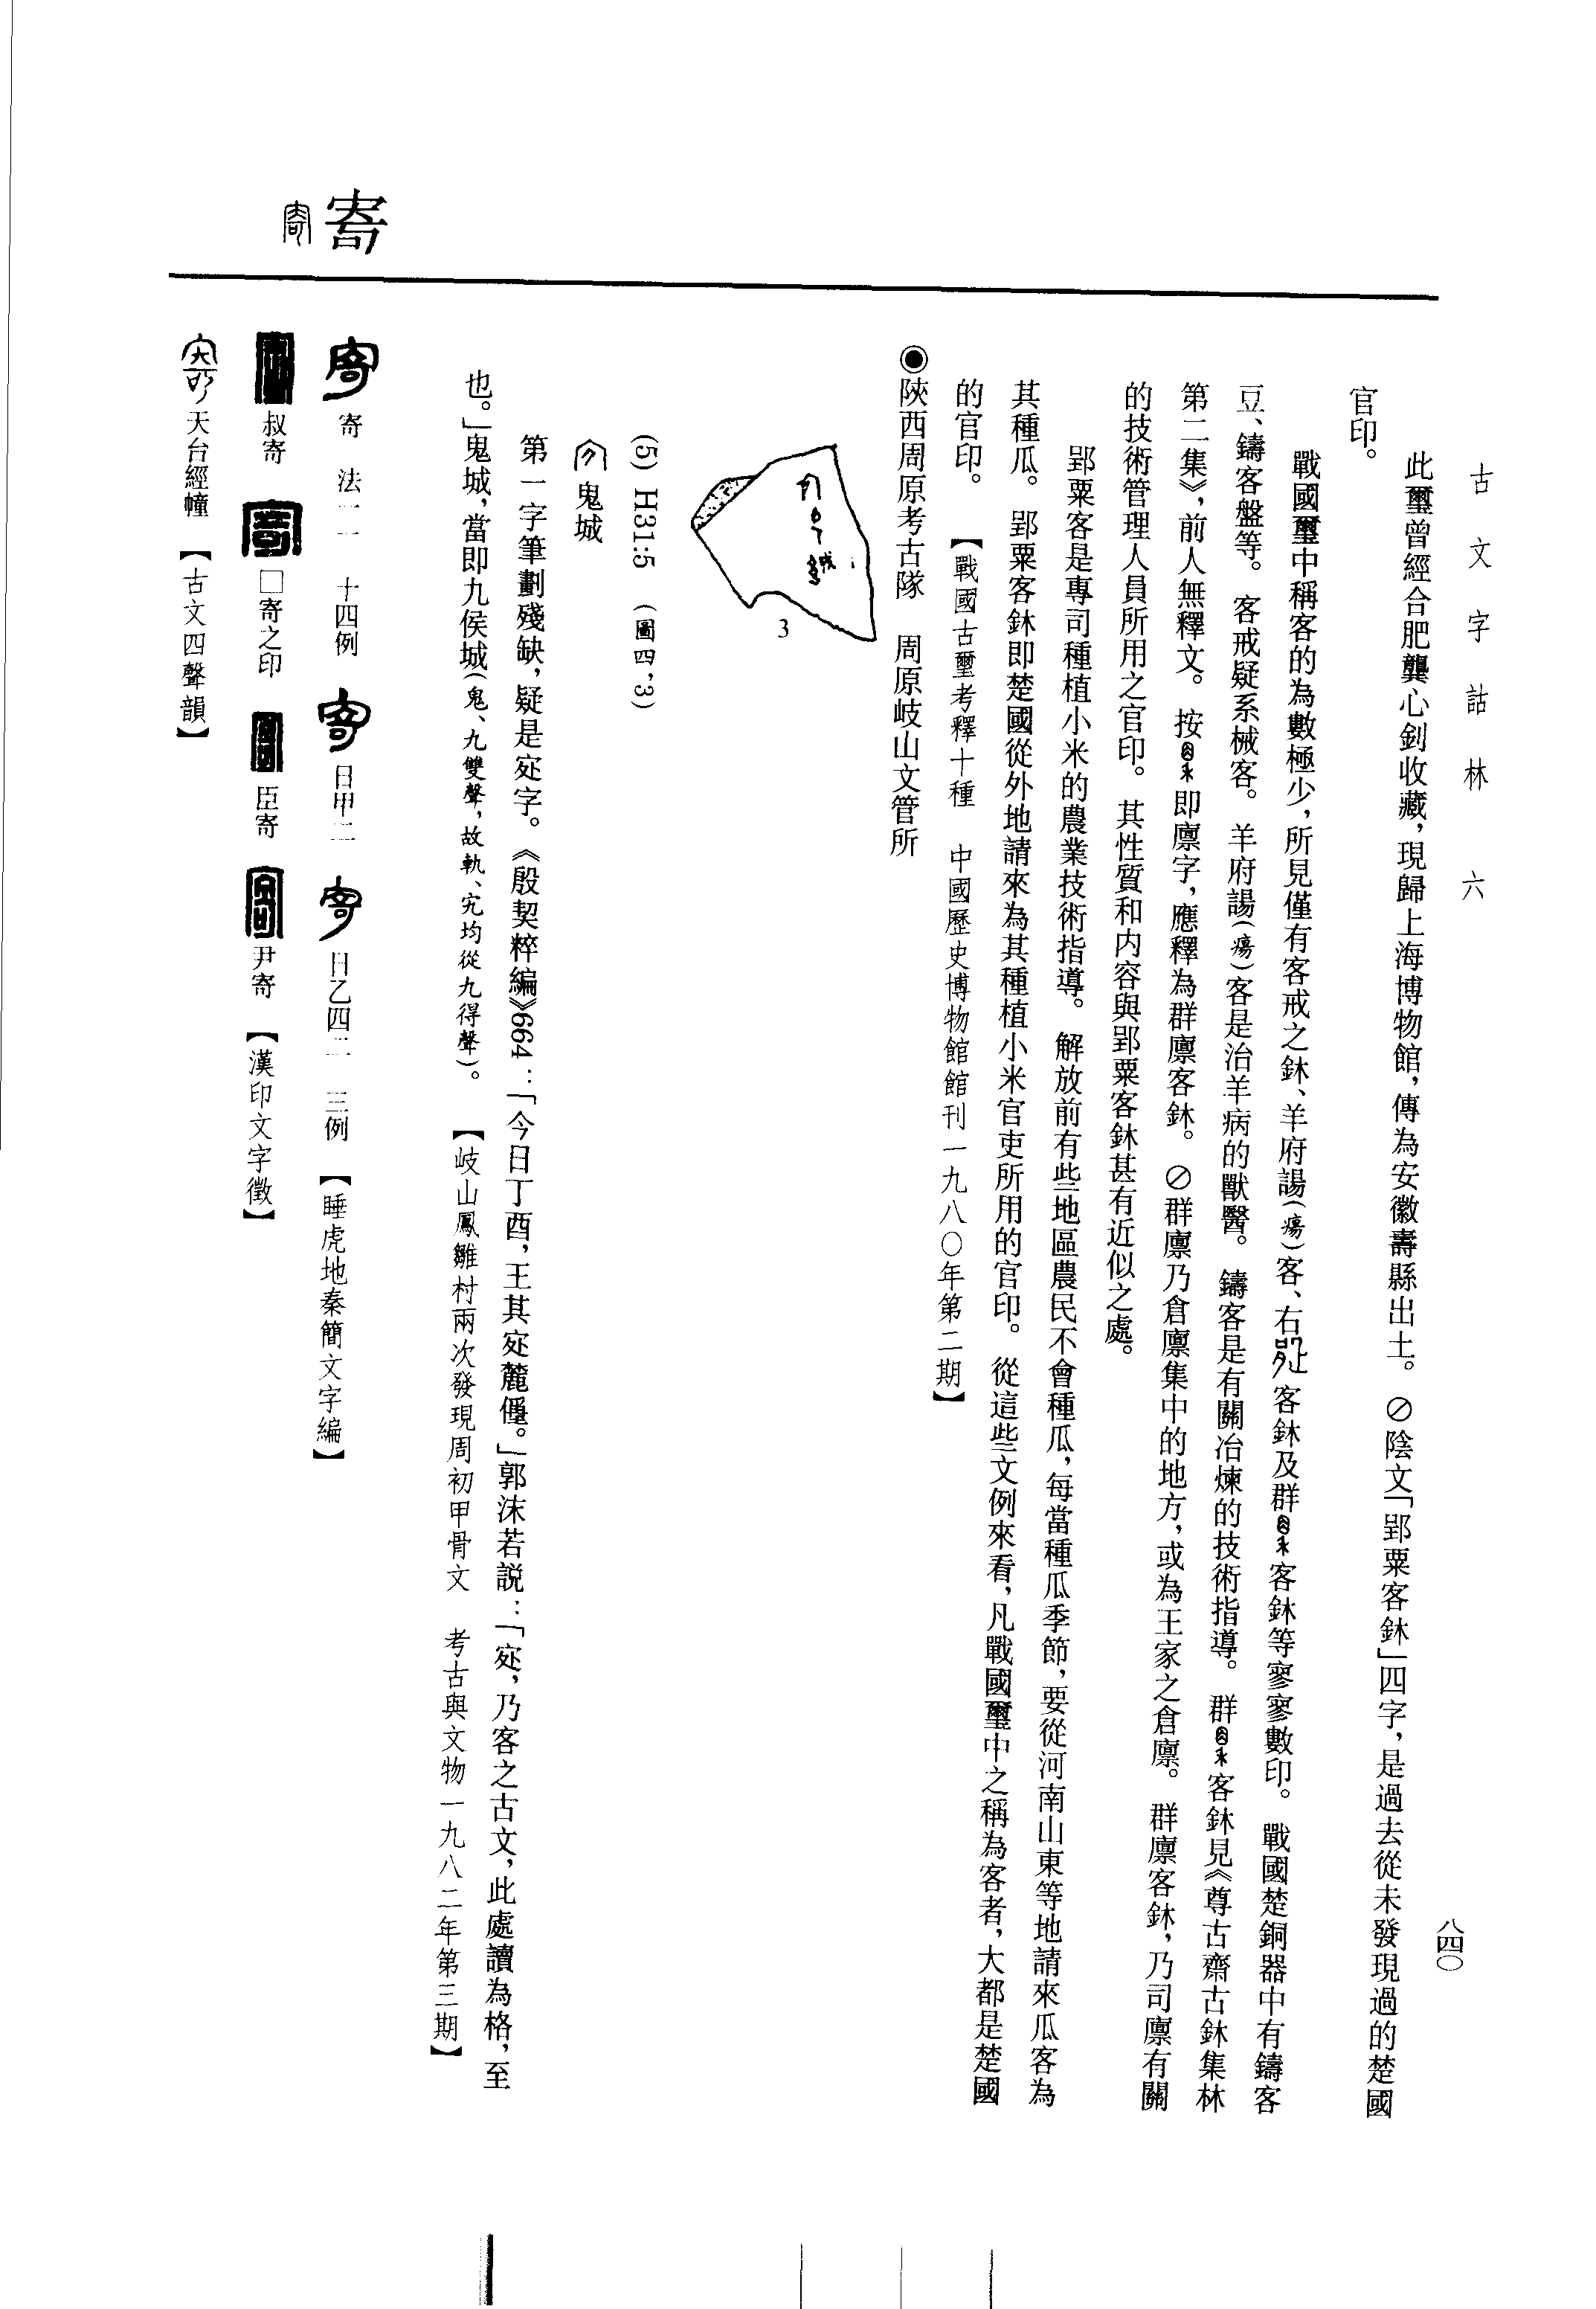 古文字詁林 六
八四〇
此璽曾經合肥龔心釗收藏，現歸上海博物館，傳為安徽壽縣出土。⊘陰文「郢粟客鉥」四字，是過去從未發現過的楚國
官印。
戰國璽中稱客的為數極少，所見僅有客戒之鉥、羊府諹（瘍）客、右客鉥及群客鉥等寥寥數印。戰國楚銅器中有鑄客
豆、鑄客盤等。客戒疑系械客。羊府諹（瘍）客是治羊病的獸醫。鑄客是有關冶煉的技術指導。群客鉥見《尊古齋古鉥集林
第二集》，前人無釋文。按即廩字，應釋為群廩客鉥。⊘群廩乃倉廩集中的地方，或為王家之倉廩。群廩客鉥，乃司廩有關
的技術管理人員所用之官印。其性質和内容與郢粟客鉥甚有近似之處。
郢粟客是專司種植小米的農業技術指導。解放前有些地區農民不會種瓜，每當種瓜季節，要從河南山東等地請來瓜客為
其種瓜。郢粟客鉥即楚國從外地請來為其種植小米官吏所用的官印。從這些文例來看，凡戰國璽中之稱為客者，大都是楚國
的官印。【戰國古璽考釋十種 中國歷史博物館館刊一九八〇年第二期】
◉陝西周原考古隊 周原岐山文管所
3
(5) H31:5 （圖四，3）
鬼城
第一字筆劃殘缺，疑是㝎字。《殷契粹編》664：「今日丁酉，王其㝎麓㑌。」郭沫若説：「㝎，乃客之古文，此處讀為格，至
也。」鬼城，當即九侯城（鬼、九雙聲，故軌、宄均從九得聲）。【岐山鳳雛村兩次發現周初甲骨文 考古與文物一九八二年第三期】
寄
寄 法一一 十四例 日甲二 日乙四二 三例 【睡虎地秦簡文字編】
叔寄 □寄之印 臣寄 尹寄 【漢印文字徵】
天台經幢 【古文四聲韻】